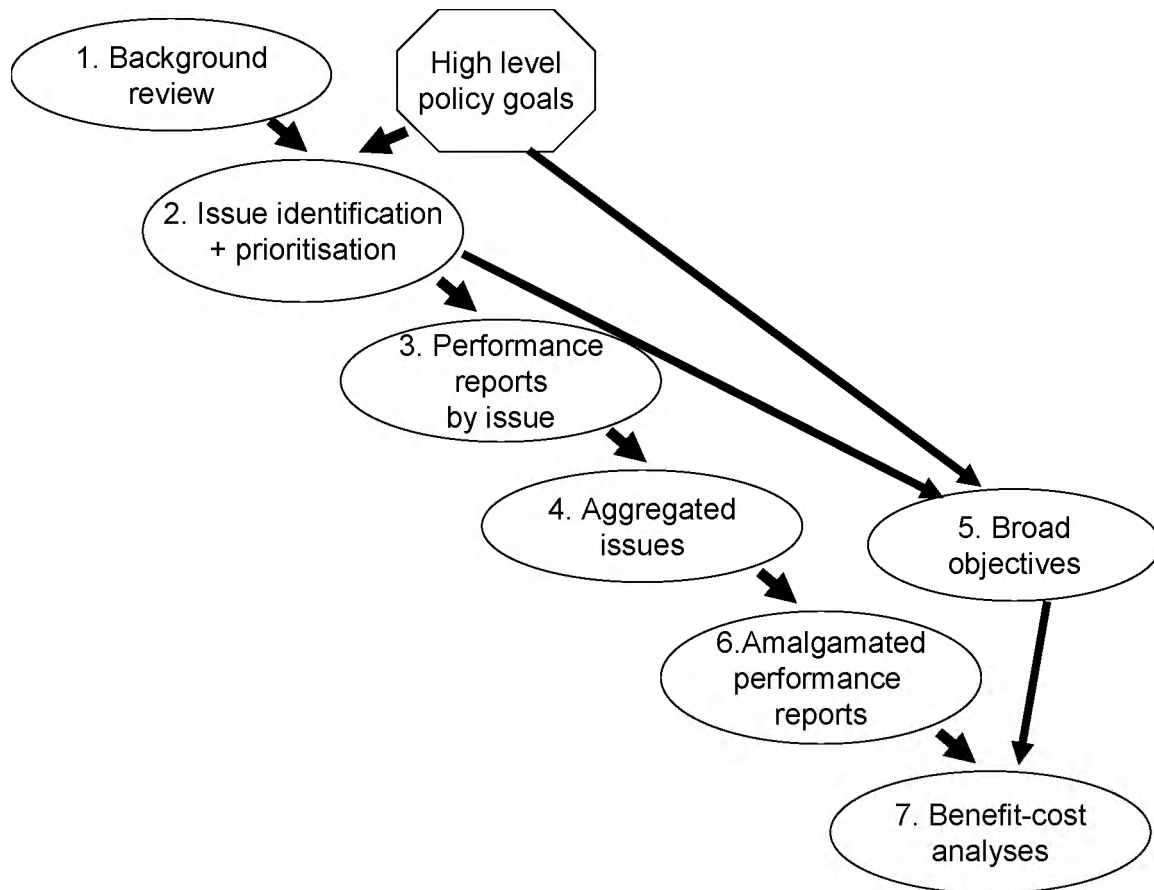 1. Background
review
High level
policy goals
2. Issue identification
+ prioritisation
3. Performance
reports
by issue
4. Aggregated
issues
5. Broad
objectives
6.Amalgamated
performance
reports
7. Benefit-cost
analyses